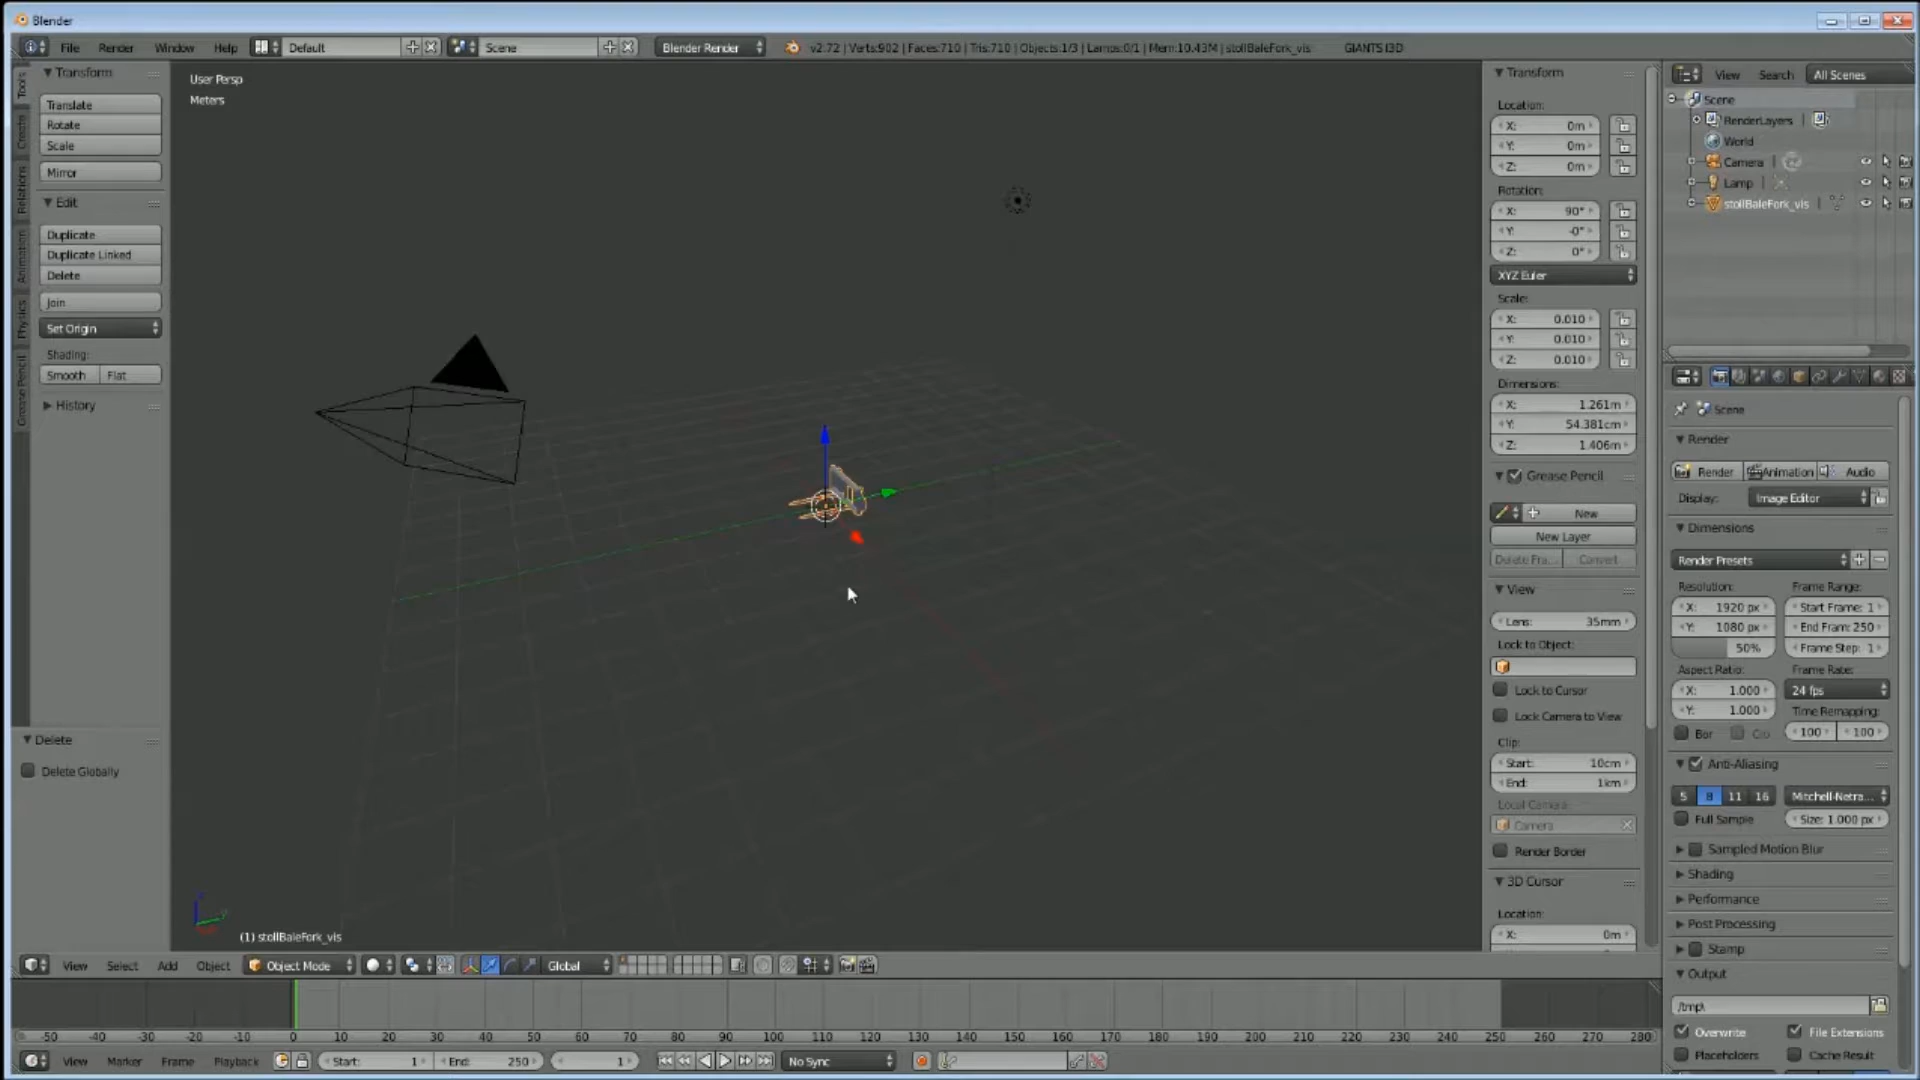 Blender
File Render Window Help Default Scene Blender Render v2.72 | Verts:902 | Faces:710 | Tris:710 | Objects:1/3 | Lamps:0/1 | Mem:10.43M | stollBaleFork_vis GIANTS I3D
Tools
Create
Relations
Animation
Physics
Grease Pencil
Transform
Translate
Rotate
Scale
Mirror
Edit
Duplicate
Duplicate Linked
Delete
Join
Set Origin
Shading:
Smooth Flat
History
Delete
Delete Globally
User Persp
Meters
(1) stollBaleFork_vis
Transform
Location:
X: 0m
Y: 0m
Z: 0m
Rotation:
X: 90°
Y: -0°
Z: 0°
XYZ Euler
Scale:
X: 0.010
Y: 0.010
Z: 0.010
Dimensions:
X: 1.261m
Y: 54.381cm
Z: 1.406m
Grease Pencil
New
New Layer
Delete Fra... Convert
View
Lens: 35mm
Lock to Object:
Lock to Cursor
Lock Camera to View
Clip:
Start: 10cm
End: 1km
Local Camera:
Camera
Render Border
3D Cursor
Location:
X: 0m
View Search All Scenes
Scene
RenderLayers
World
Camera
Lamp
stollBaleFork_vis
Scene
Render
Render Animation Audio
Display: Image Editor
Dimensions
Render Presets
Resolution: Frame Range:
X: 1920 px Start Frame: 1
Y: 1080 px End Fram: 250
50% Frame Step: 1
Aspect Ratio: Frame Rate:
X: 1.000 24 fps
Y: 1.000 Time Remapping:
Bor Cro 100 100
Anti-Aliasing
5 8 11 16 Mitchell-Netra...
Full Sample Size: 1.000 px
Sampled Motion Blur
Shading
Performance
Post Processing
Stamp
Output
/tmp\
Overwrite File Extensions
Placeholders Cache Result
View Select Add Object Object Mode Global
-50 -40 -30 -20 -10 0 10 20 30 40 50 60 70 80 90 100 110 120 130 140 150 160 170 180 190 200 210 220 230 240 250 260 270 280
View Marker Frame Playback Start: 1 End: 250 1 No Sync